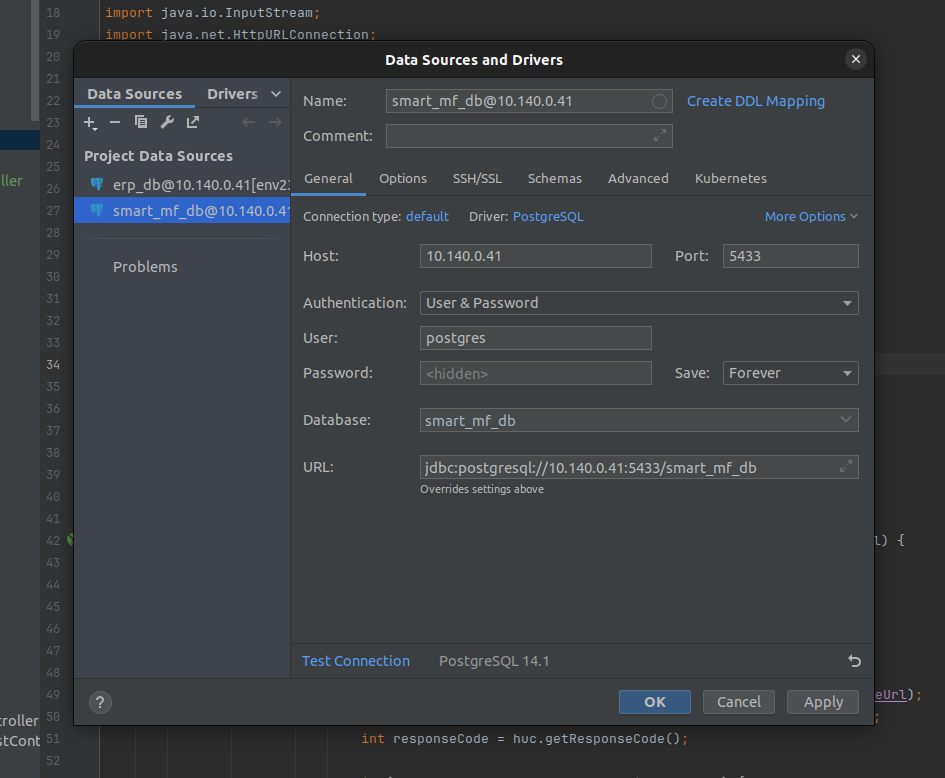 18 import java.io.InputStream;
19 import java.net.HttpURLConnection;
20
21
22
23
24
25
26
27
28
29
30
31
32
33
34
35
36
37
38
39
40
41
42 l) {
43
44
45
46
47
48
49 eUrl);
50 ;
51 int responseCode = huc.getResponseCode();
52
ller
troller
stCont
Data Sources and Drivers
Data Sources Drivers
Project Data Sources
erp_db@10.140.0.41[env23
smart_mf_db@10.140.0.41
Problems
Name: smart_mf_db@10.140.0.41 Create DDL Mapping
Comment:
General Options SSH/SSL Schemas Advanced Kubernetes
Connection type: default Driver: PostgreSQL More Options
Host: 10.140.0.41 Port: 5433
Authentication: User & Password
User: postgres
Password: <hidden> Save: Forever
Database: smart_mf_db
URL: jdbc:postgresql://10.140.0.41:5433/smart_mf_db
Overrides settings above
Test Connection PostgreSQL 14.1
? OK Cancel Apply